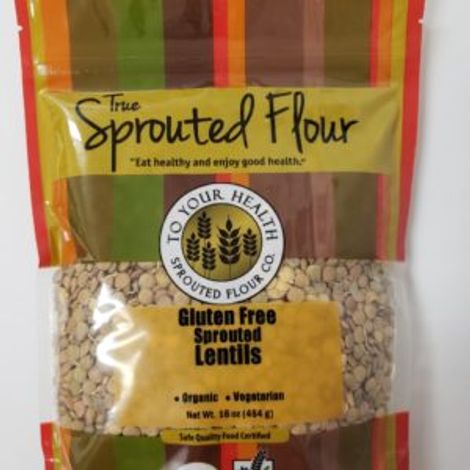 True
Sprouted Flour
"Eat healthy and enjoy good health."
TO YOUR HEALTH
SPROUTED FLOUR CO.
Gluten Free
Sprouted
Lentils
• Organic • Vegetarian
Net Wt. 16 oz (454 g)
Safe Quality Food Certified